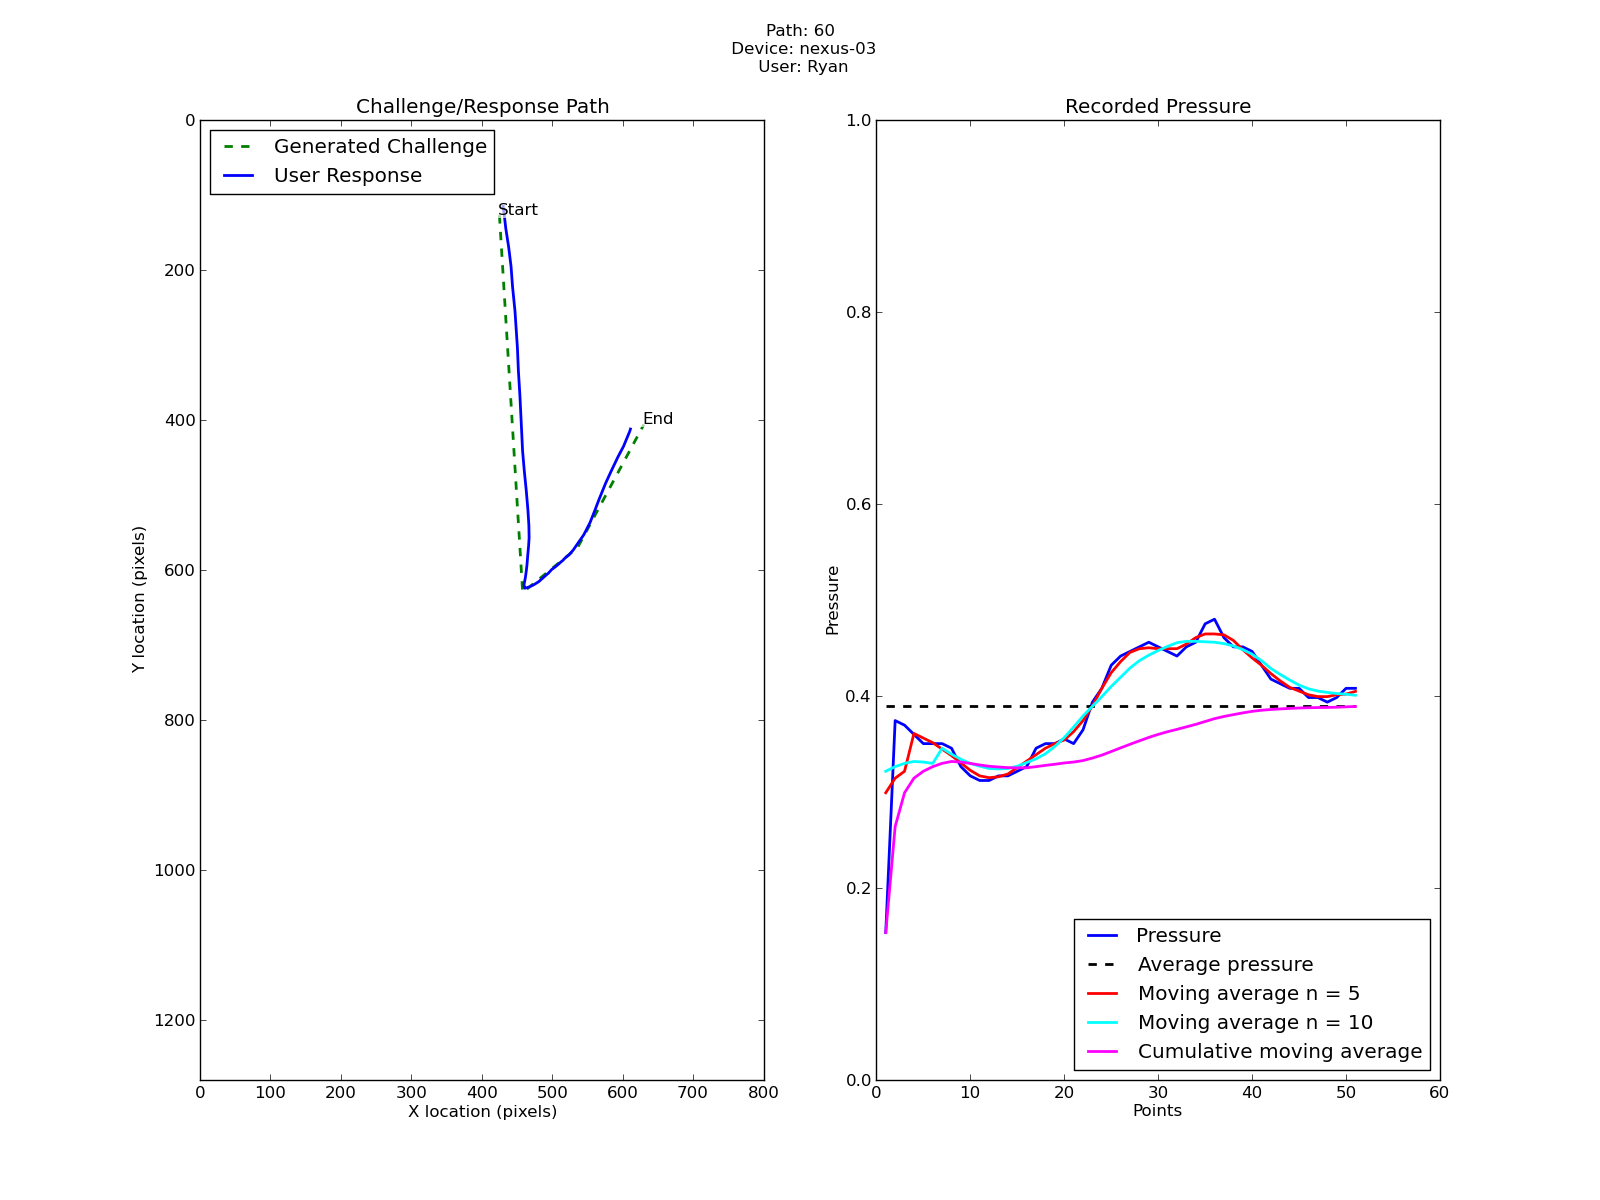 Path: 60
Device: nexus-03
User: Ryan
Challenge/Response Path
Generated Challenge
User Response
Start
End
0
200
400
600
800
1000
1200
Y location (pixels)
0 100 200 300 400 500 600 700 800
X location (pixels)
Recorded Pressure
1.0
0.8
0.6
0.4
0.2
0.0
Pressure
Pressure
Average pressure
Moving average n = 5
Moving average n = 10
Cumulative moving average
0 10 20 30 40 50 60
Points